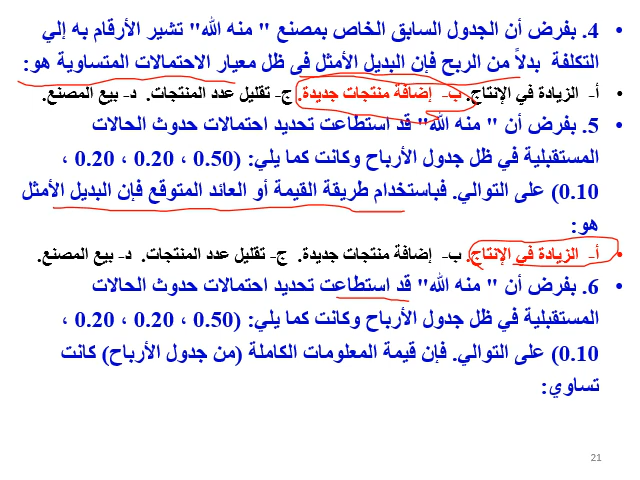 • 4. بفرض أن الجدول السابق الخاص بمصنع " منه الله" تشير الأرقام به إلي
التكلفة بدلاً من الربح فإن البديل الأمثل فى ظل معيار الاحتمالات المتساوية هو:
• أ- الزيادة في الإنتاج. ب- إضافة منتجات جديدة. ج- تقليل عدد المنتجات. د- بيع المصنع.
• 5. بفرض أن " منه الله" قد استطاعت تحديد احتمالات حدوث الحالات
المستقبلية في ظل جدول الأرباح وكانت كما يلي: (0.50 ، 0.20 ، 0.20 ،
0.10) على التوالي. فباستخدام طريقة القيمة أو العائد المتوقع فإن البديل الأمثل
هو:
• أ- الزيادة في الإنتاج. ب- إضافة منتجات جديدة. ج- تقليل عدد المنتجات. د- بيع المصنع.
• 6. بفرض أن " منه الله" قد استطاعت تحديد احتمالات حدوث الحالات
المستقبلية في ظل جدول الأرباح وكانت كما يلي: (0.50 ، 0.20 ، 0.20 ،
0.10) على التوالي. فإن قيمة المعلومات الكاملة (من جدول الأرباح) كانت
تساوي:
21